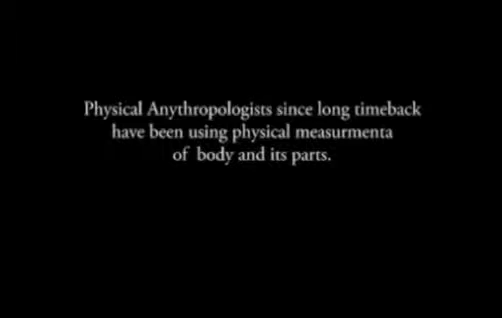 Physical Anythropologists since long timeback
have been using physical measurmenta
of body and its parts.